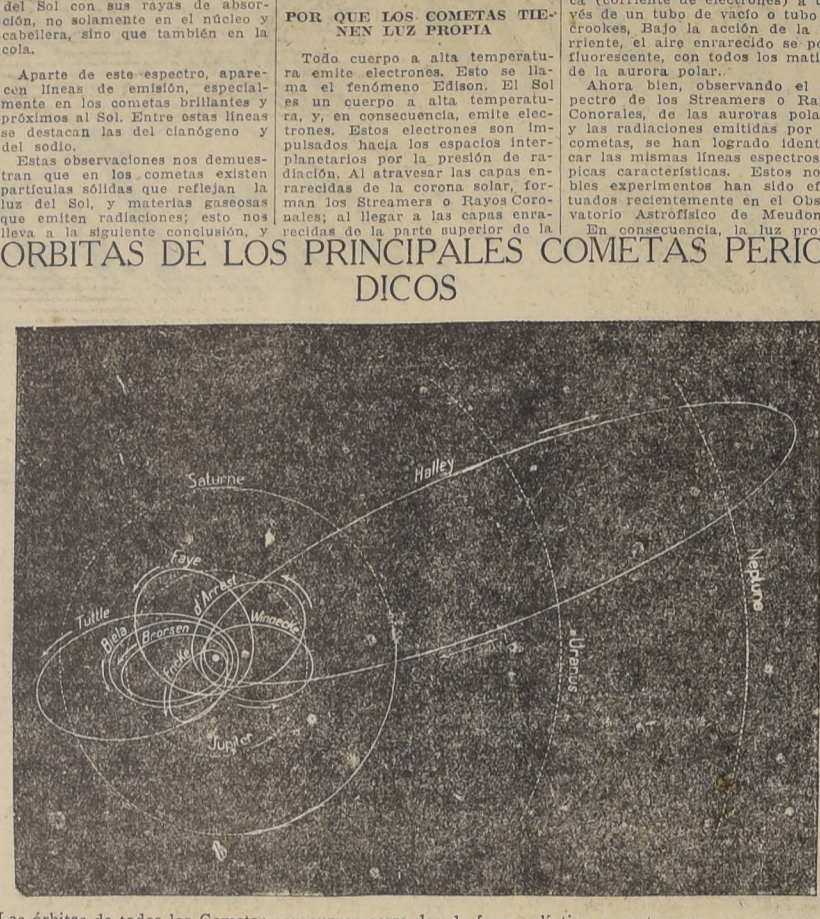 del Sol con sus rayas de absor-
ción, no solamente en el núcleo y
cabellera, sino que también en la
cola.
Aparte de este espectro, apare-
cen líneas de emisión, especial-
mente en los cometas brillantes y
próximos al Sol. Entre estas líneas
se destacan las del cianógeno y
del sodio.
Estas observaciones nos demues-
tran que en los cometas existen
partículas sólidas que reflejan la
luz del Sol, y materias gaseosas
que emiten radiaciones; esto nos
lleva a la siguiente conclusión, y
POR QUE LOS COMETAS TIE-
NEN LUZ PROPIA
Todo cuerpo a alta temperatu-
ra emite electrones. Esto se lla-
ma el fenómeno Edison. El Sol
es un cuerpo a alta temperatu-
ra, y, en consecuencia, emite elec-
trones. Estos electrones son im-
pulsados hacia los espacios inter-
planetarios por la presión de ra-
diación. Al atravesar las capas en-
rarecidas de la corona solar, for-
man los Streamers o Rayos Coro-
nales; al llegar a las capas enra-
recidas de la parte superior de la
vés de un tubo de vacío o tubo
Crookes, Bajo la acción de la
rriente, el aire enrarecido se po
fluorescente, con todos los mati
de la aurora polar.
Ahora bien, observando el
pectro de los Streamers o Ra
Conorales, de las auroras pola
y las radiaciones emitidas por
cometas, se han logrado ident
car las mismas líneas espectros
picas características. Estos no
bles experimentos han sido ef
tuados recientemente en el Obs
vatorio Astrófísico de Meudon
En consecuencia, la luz pro
ORBITAS DE LOS PRINCIPALES COMETAS PERIO
DICOS
Halley
Saturne
Faye
d'Arrest
Tuttle
Biela
Brorsen
Winnecke
Encke
Jupiter
Uranus
Neptune